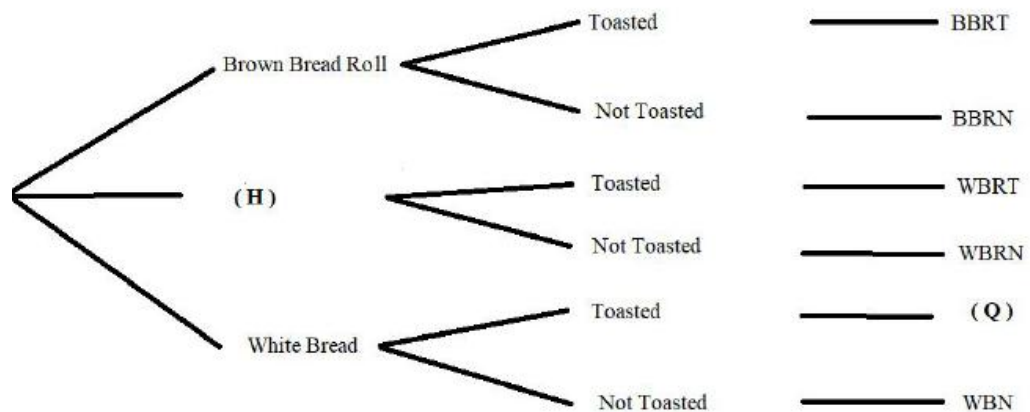 Toasted BBRT
Brown Bread Roll
Not Toasted BBRN
Toasted WBRT
( H )
Not Toasted WBRN
Toasted ( Q )
White Bread
Not Toasted WBN